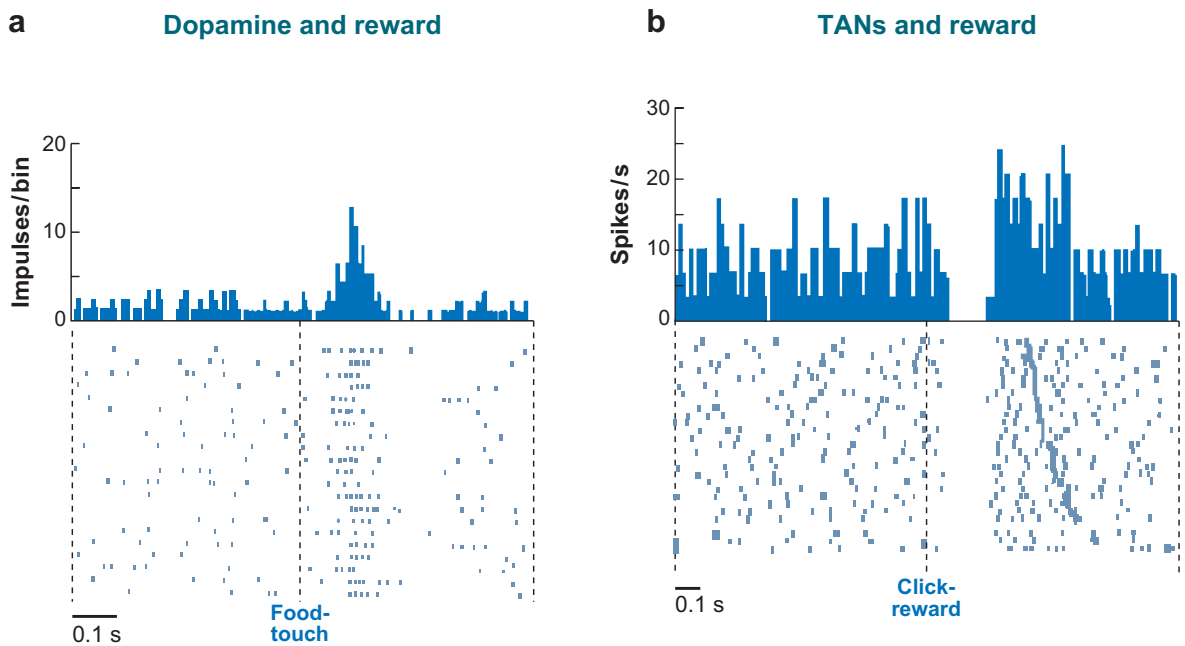 a
Dopamine and reward
20
10
0
Impulses/bin
0.1 s
Food-
touch
b
TANs and reward
30
20
10
0
Spikes/s
0.1 s
Click-
reward